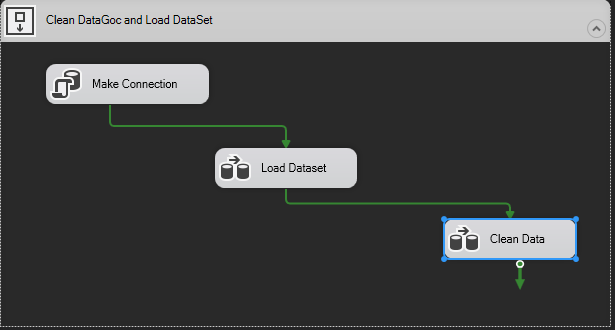 Clean DataGoc and Load DataSet
Make Connection
Load Dataset
Clean Data